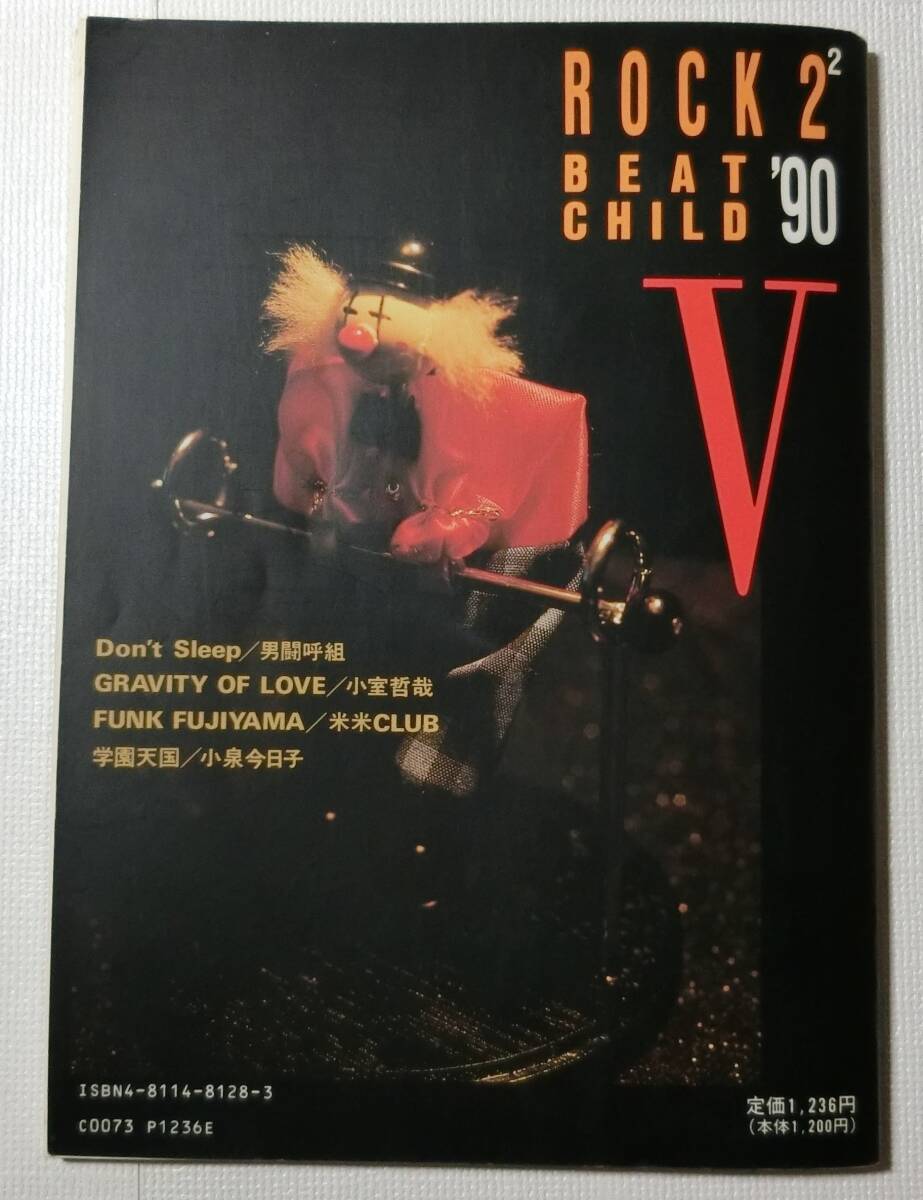 ROCK 2²
BEAT
CHILD '90
V
Don't Sleep／男闘呼組
GRAVITY OF LOVE／小室哲哉
FUNK FUJIYAMA／米米CLUB
学園天国／小泉今日子
ISBN4-8114-8128-3
C0073 P1236E
定価1,236円
(本体1,200円)